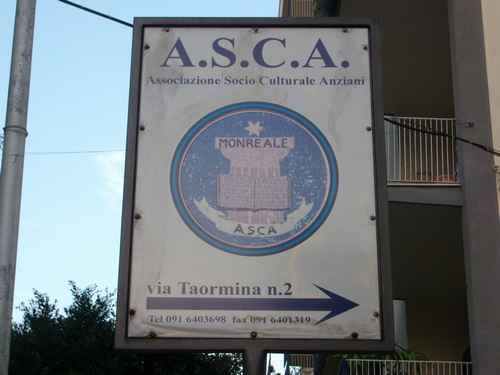 A.S.C.A.
Associazione Socio Culturale Anziani
MONREALE
ASCA
via Taormina n.2
Tel 091 6403698 fax 091 6401319